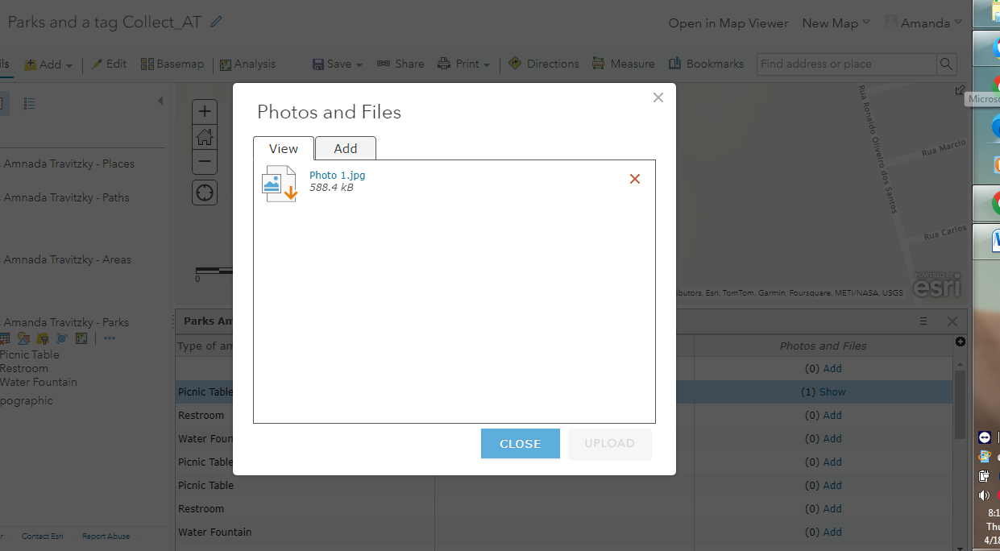 Parks and a tag Collect_AT
Open in Map Viewer New Map Amanda
ils Add Edit Basemap Analysis Save Share Print Directions Measure Bookmarks Find address or place
Microso
Photos and Files
View Add
Photo 1.jpg
588.4 kB
CLOSE UPLOAD
Amnada Travitzky - Places
Amnada Travitzky - Paths
Amnada Travitzky - Areas
Amanda Travitzky - Parks
Picnic Table
Restroom
Water Fountain
pographic
Contact Esri Report Abuse
0
Rua Ronaldo Oliveiro dos Santos
Rua Marcio
Rua Carlos
ibutors, Esri, TomTom, Garmin, Foursquare, METI/NASA, USGS
POWERED BY
esri
Parks Am
Type of am Photos and Files
(0) Add
Picnic Table (1) Show
Restroom (0) Add
Water Foun (0) Add
Picnic Table (0) Add
Picnic Table (0) Add
Restroom (0) Add
Water Fountain (0) Add
8:1
Thu
4/18